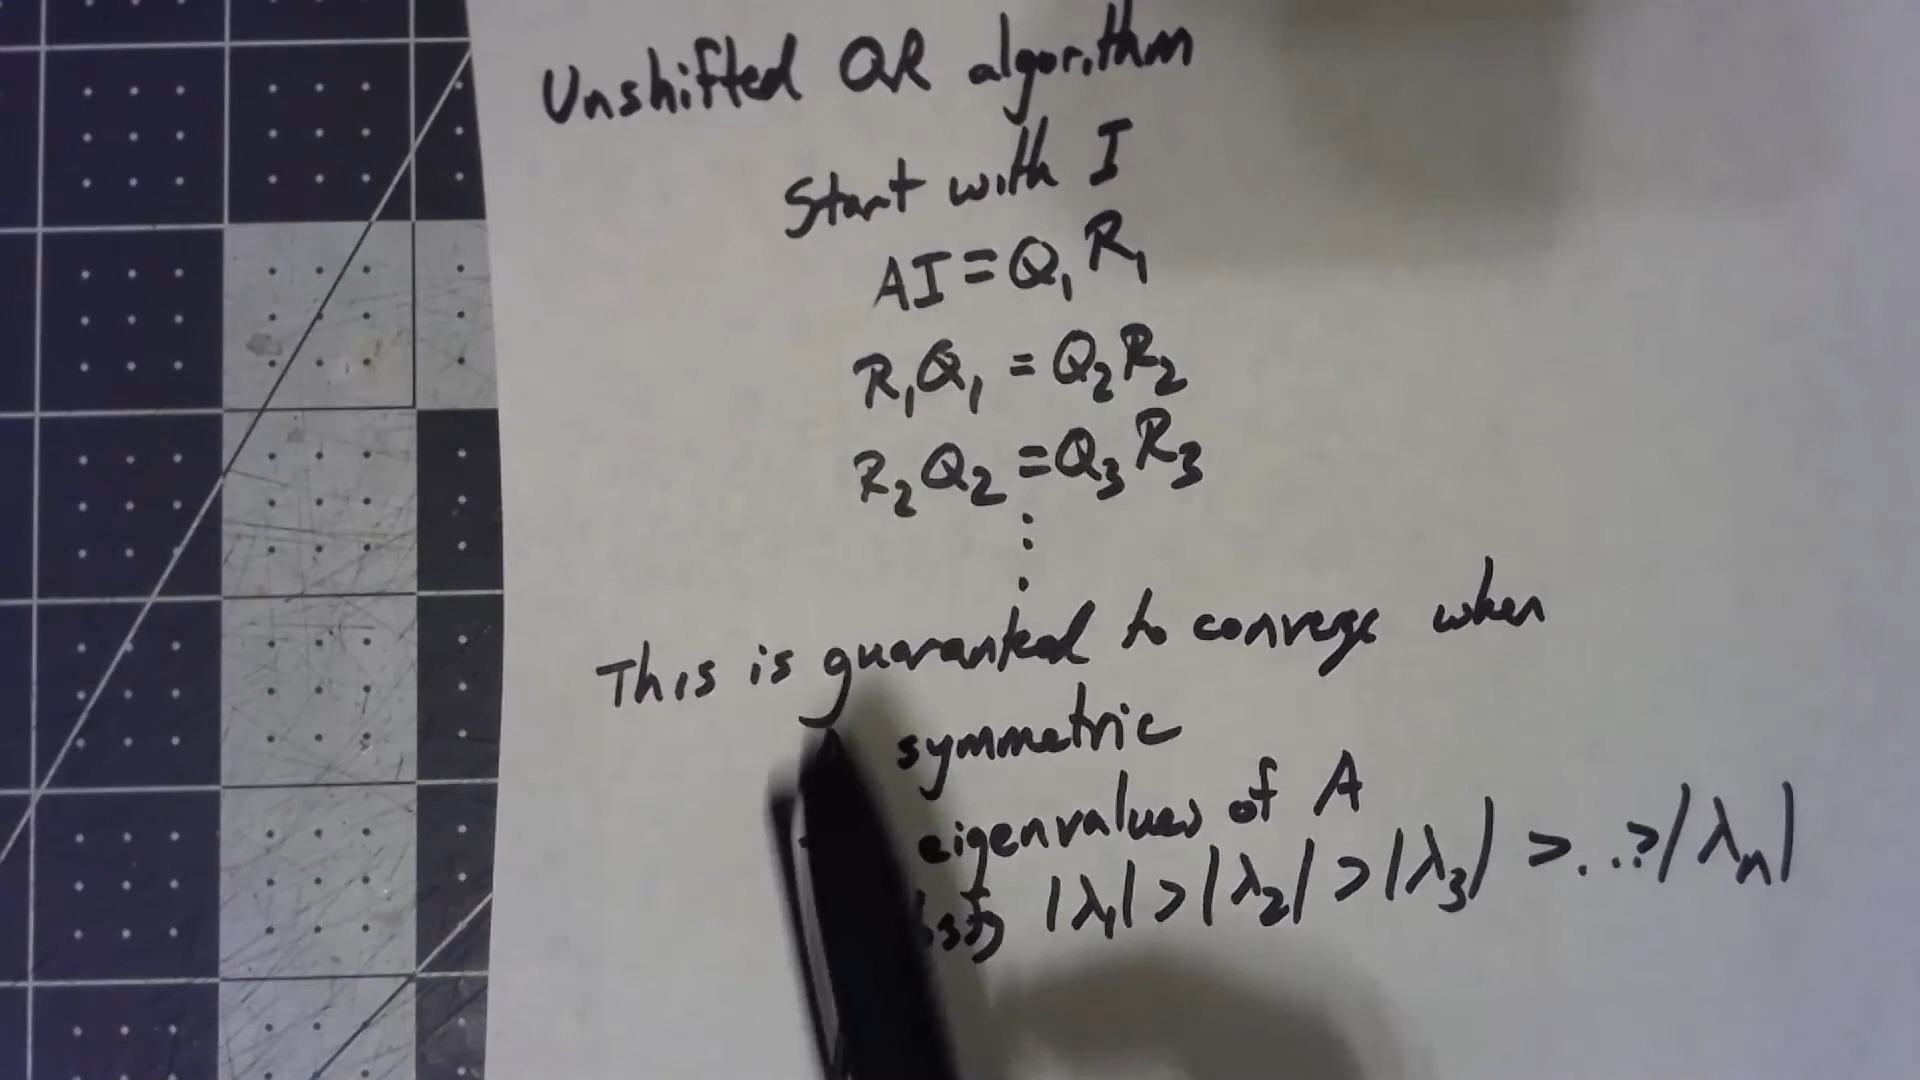 Unshifted QR algorithm
Start with I
AI = Q₁R₁
R₁Q₁ = Q₂R₂
R₂Q₂ = Q₃R₃
⋮
This is guaranteed to converge when
symmetric
eigenvalues of A
|λ₁| > |λ₂| > |λ₃| > ... > |λₙ|